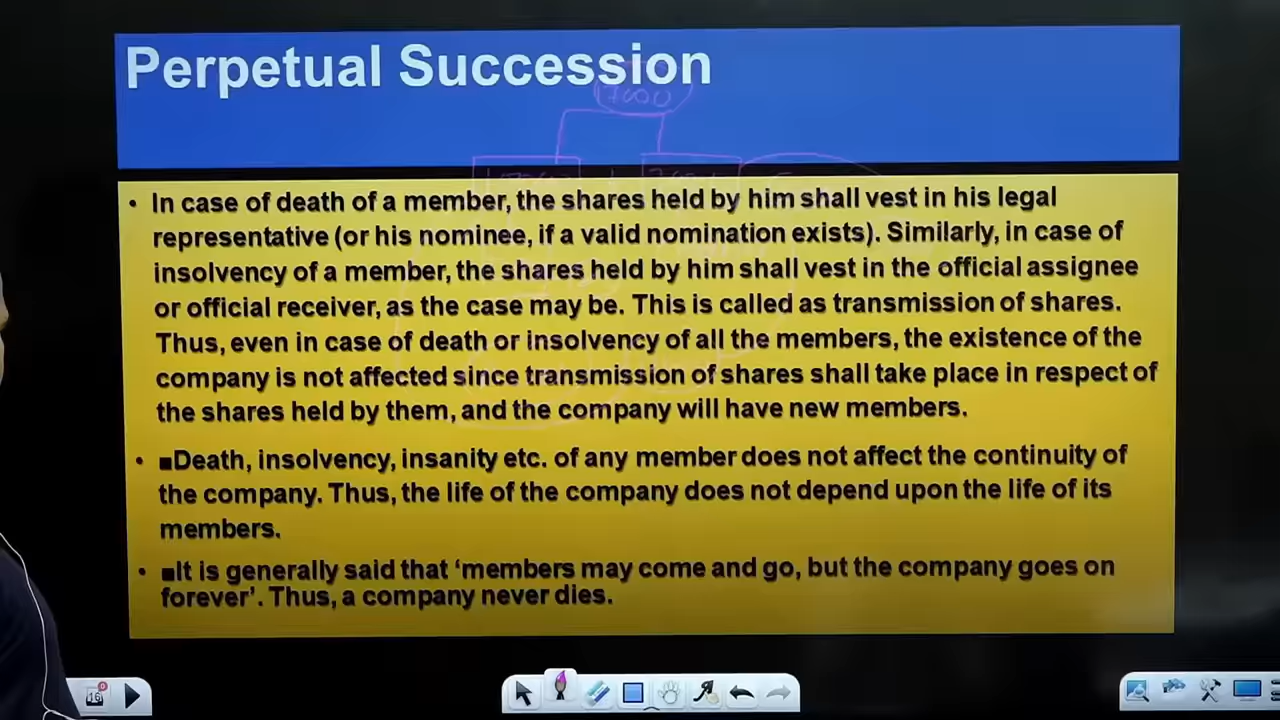 Perpetual Succession
• In case of death of a member, the shares held by him shall vest in his legal
representative (or his nominee, if a valid nomination exists). Similarly, in case of
insolvency of a member, the shares held by him shall vest in the official assignee
or official receiver, as the case may be. This is called as transmission of shares.
Thus, even in case of death or insolvency of all the members, the existence of the
company is not affected since transmission of shares shall take place in respect of
the shares held by them, and the company will have new members.
• ■Death, insolvency, insanity etc. of any member does not affect the continuity of
the company. Thus, the life of the company does not depend upon the life of its
members.
• ■It is generally said that ‘members may come and go, but the company goes on
forever’. Thus, a company never dies.